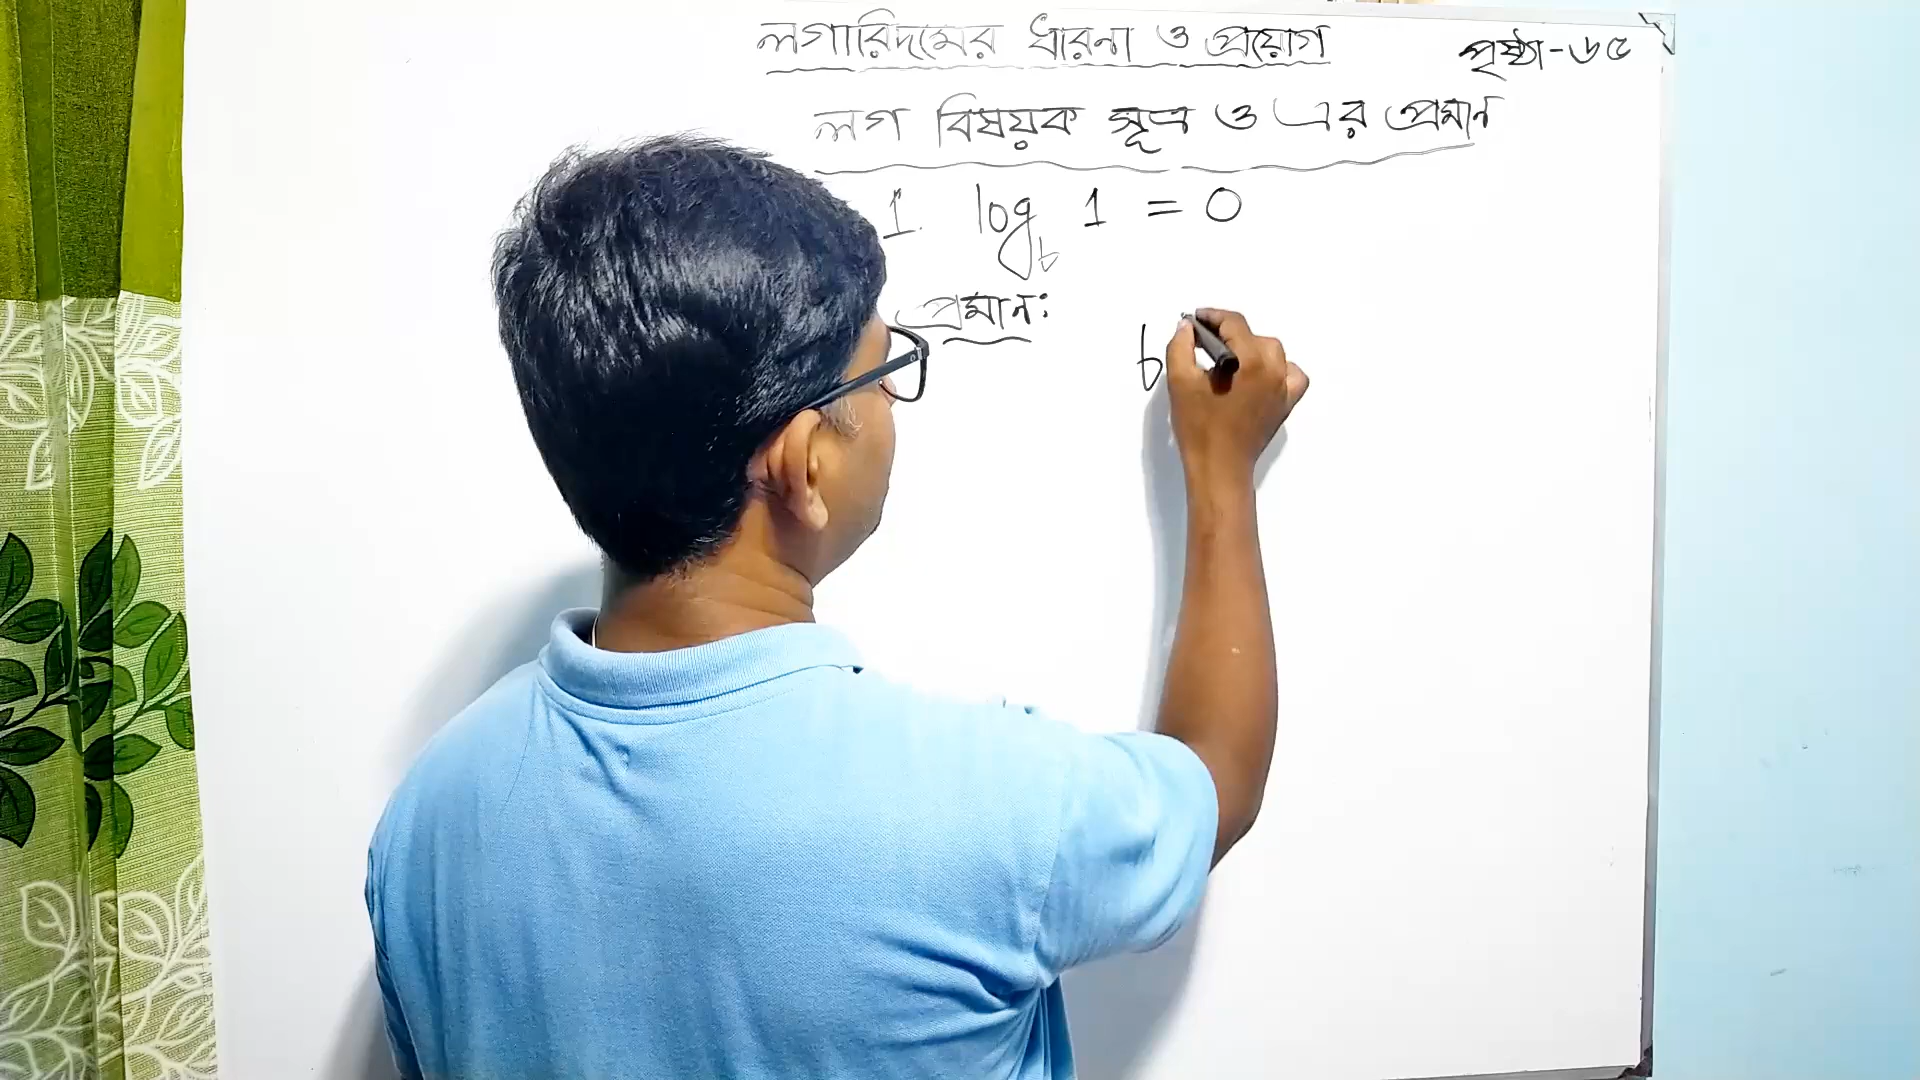 লগারিদমের ধারনা ও প্রয়োগ পৃষ্ঠা-৬৫
লগ বিষয়ক সূত্র ও এর প্রমান
1. log_b 1 = 0
প্রমান:
b